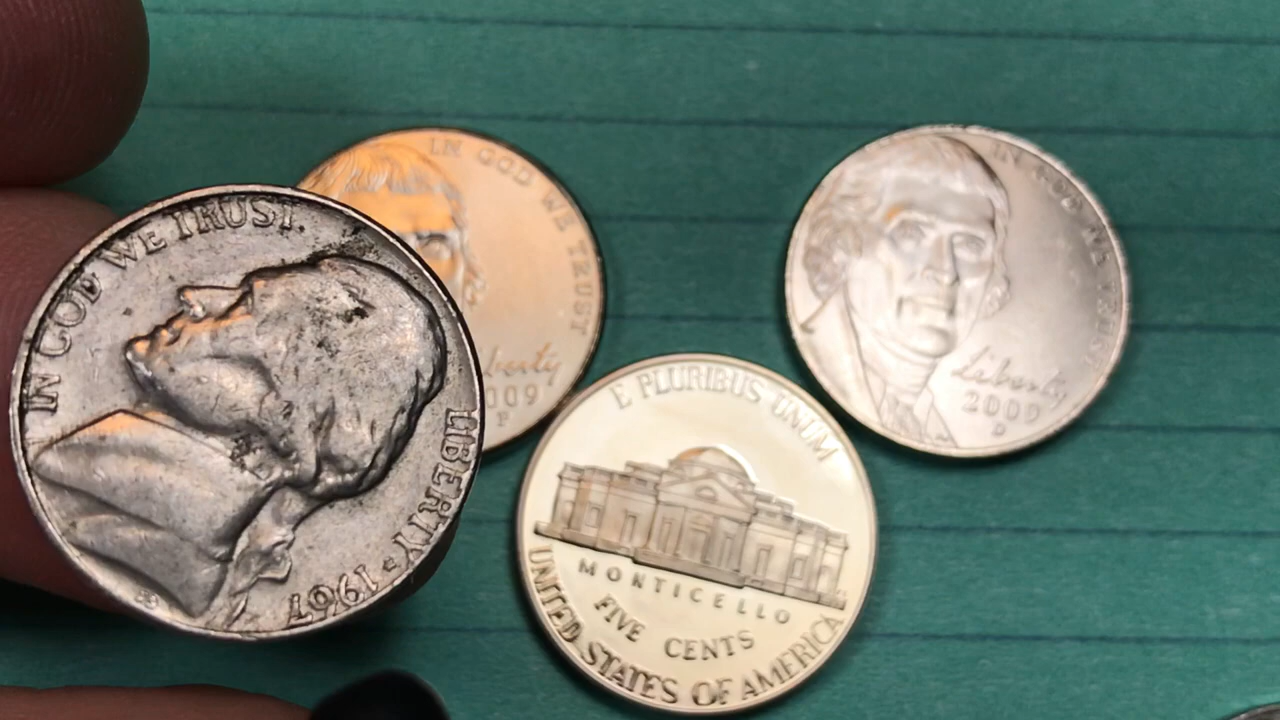 IN GOD WE TRUST
LIBERTY * 1967
IN GOD WE TRUST
berty
009
P
E PLURIBUS UNUM
MONTICELLO
FIVE CENTS
UNITED STATES OF AMERICA
IN GOD WE TRUST
Liberty
2009
D